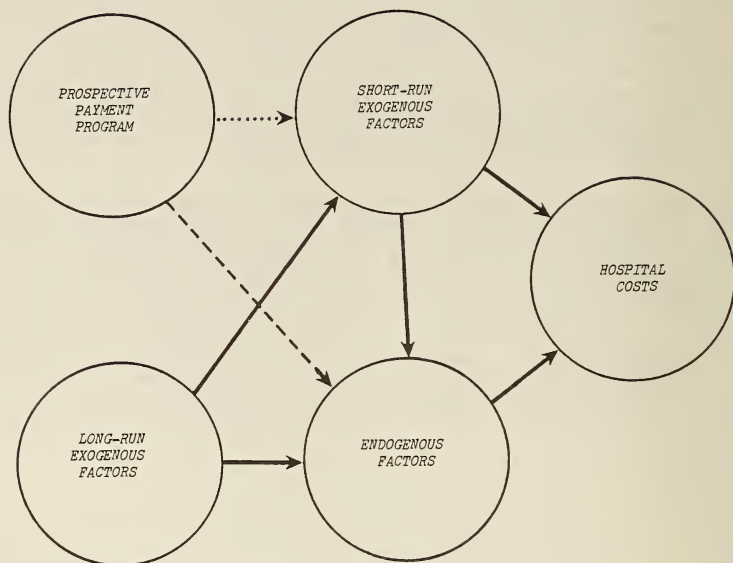 PROSPECTIVE
PAYMENT
PROGRAM
SHORT-RUN
EXOGENOUS
FACTORS
HOSPITAL
COSTS
LONG-RUN
EXOGENOUS
FACTORS
ENDOGENOUS
FACTORS